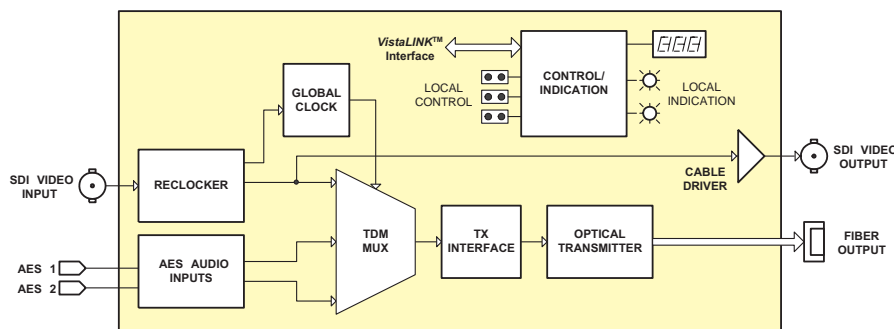 VistaLINK™
Interface
LOCAL
CONTROL
CONTROL/
INDICATION
LOCAL
INDICATION
GLOBAL
CLOCK
SDI VIDEO
INPUT
RECLOCKER
CABLE
DRIVER
SDI VIDEO
OUTPUT
TDM
MUX
TX
INTERFACE
OPTICAL
TRANSMITTER
FIBER
OUTPUT
AES 1
AES 2
AES AUDIO
INPUTS